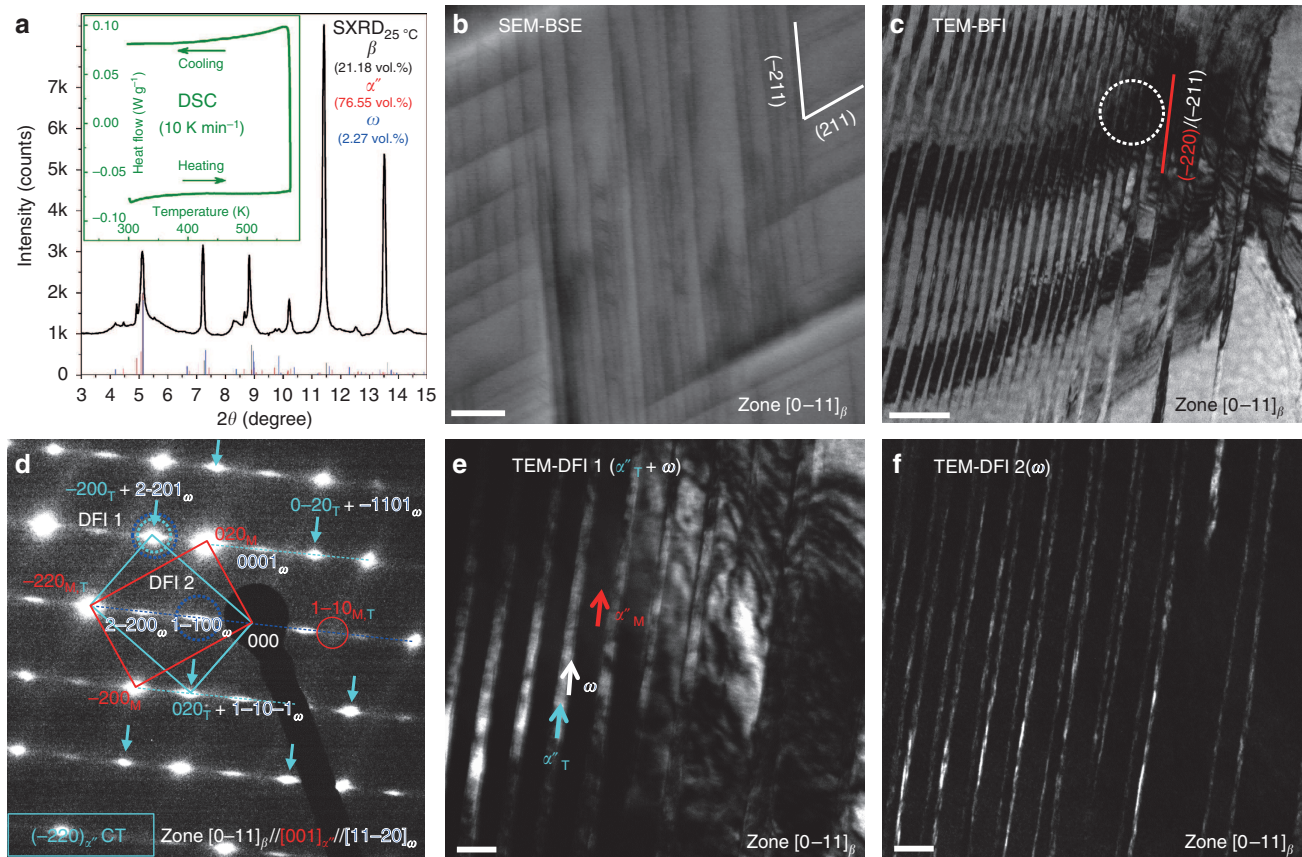 a
SXRD25 °C
β
(21.18 vol.%)
α″
(76.55 vol.%)
ω
(2.27 vol.%)
Cooling
DSC
(10 K min−1)
Heating
Heat flow (W g−1)
0.10
0.05
0.00
−0.05
−0.10
Temperature (K)
300 400 500
Intensity (counts)
8k
7k
6k
5k
4k
3k
2k
1k
0
3 4 5 6 7 8 9 10 11 12 13 14 15
2θ (degree)
b SEM-BSE
(−211)
(211)
Zone [0−11]β
c TEM-BFI
(−220)/(−211)
Zone [0−11]β
d
−200T + 2-201ω
0−20T + −1101ω
DFI 1
020M
0001ω
DFI 2
−220M,T
1−10M,T
2−200ω 1−100ω
000
−200M
020T + 1−10−1ω
(−220)α″ CT
Zone [0−11]β//[001]α″//[11−20]ω
e TEM-DFI 1 (α″T + ω)
α″M
ω
α″T
Zone [0−11]β
f TEM-DFI 2(ω)
Zone [0−11]β